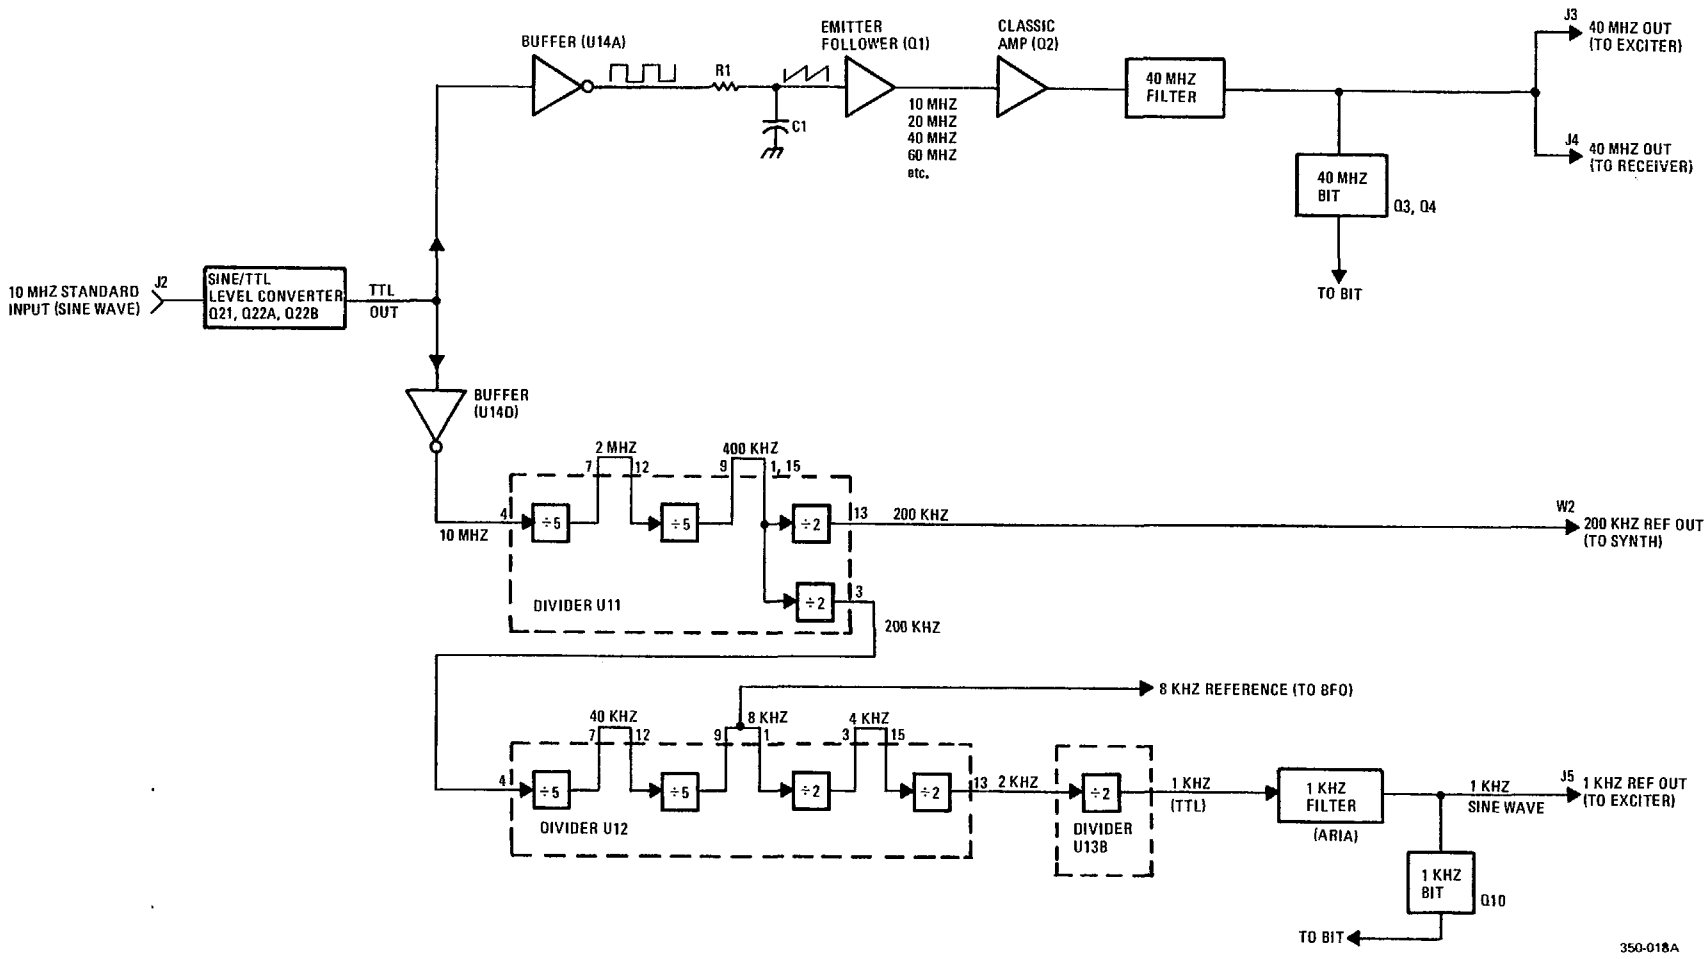 BUFFER (U14A)
R1
C1
EMITTER
FOLLOWER (Q1)
10 MHZ
20 MHZ
40 MHZ
60 MHZ
etc.
CLASSIC
AMP (Q2)
40 MHZ
FILTER
J3
40 MHZ OUT
(TO EXCITER)
J4
40 MHZ OUT
(TO RECEIVER)
40 MHZ
BIT
Q3, Q4
TO BIT
10 MHZ STANDARD
INPUT (SINE WAVE)
J2
SINE/TTL
LEVEL CONVERTER
Q21, Q22A, Q22B
TTL
OUT
BUFFER
(U14D)
10 MHZ
4
÷5
7
2 MHZ
12
÷5
9
400 KHZ
1, 15
÷2
13
200 KHZ
W2
200 KHZ REF OUT
(TO SYNTH)
÷2
3
200 KHZ
DIVIDER U11
8 KHZ REFERENCE (TO BFO)
4
÷5
7
40 KHZ
12
÷5
9
8 KHZ
1
÷2
3
4 KHZ
15
÷2
13
2 KHZ
DIVIDER U12
÷2
DIVIDER
U13B
1 KHZ
(TTL)
1 KHZ
FILTER
(ARIA)
1 KHZ
SINE WAVE
J5
1 KHZ REF OUT
(TO EXCITER)
1 KHZ
BIT
Q10
TO BIT
350-018A